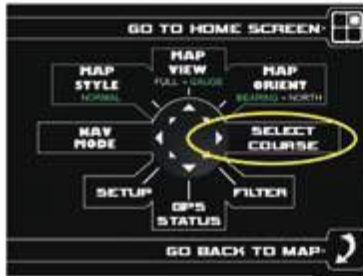 GO TO HOME SCREEN
MAP VIEW
FULL - GAUGE
MAP STYLE
NORMAL
MAP ORIENT
BEARING - NORTH
NAV MODE
SELECT COURSE
SETUP
GPS STATUS
FILTER
GO BACK TO MAP